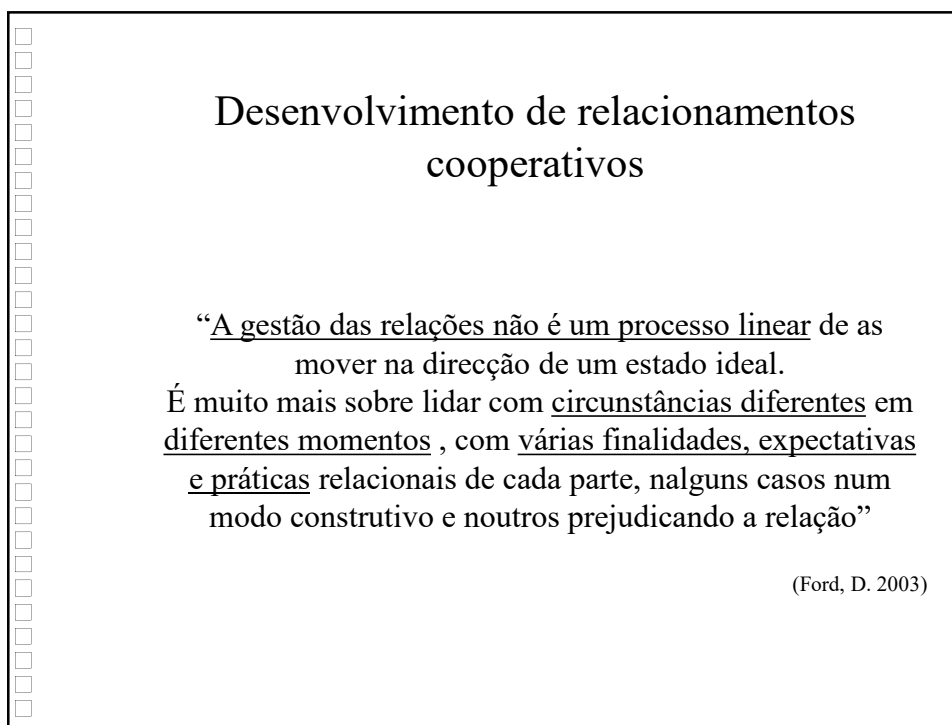 Desenvolvimento de relacionamentos
cooperativos
“A gestão das relações não é um processo linear de as
mover na direcção de um estado ideal.
É muito mais sobre lidar com circunstâncias diferentes em
diferentes momentos , com várias finalidades, expectativas
e práticas relacionais de cada parte, nalguns casos num
modo construtivo e noutros prejudicando a relação”
(Ford, D. 2003)